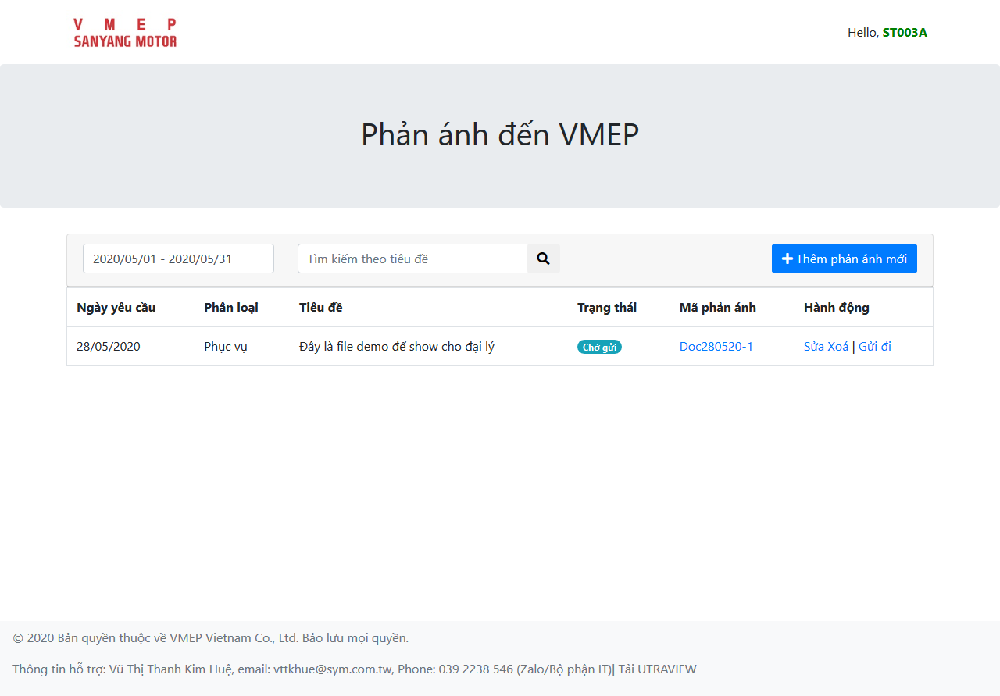 V M E P
SANYANG MOTOR
Hello, ST003A
Phản ánh đến VMEP
2020/05/01 - 2020/05/31 Tìm kiếm theo tiêu đề Thêm phản ánh mới
Ngày yêu cầu Phân loại Tiêu đề Trạng thái Mã phản ánh Hành động
28/05/2020 Phục vụ Đây là file demo để show cho đại lý Chờ gửi Doc280520-1 Sửa Xoá | Gửi đi
© 2020 Bản quyền thuộc về VMEP Vietnam Co., Ltd. Bảo lưu mọi quyền.
Thông tin hỗ trợ: Vũ Thị Thanh Kim Huệ, email: vttkhue@sym.com.tw, Phone: 039 2238 546 (Zalo/Bộ phận IT)| Tải UTRAVIEW